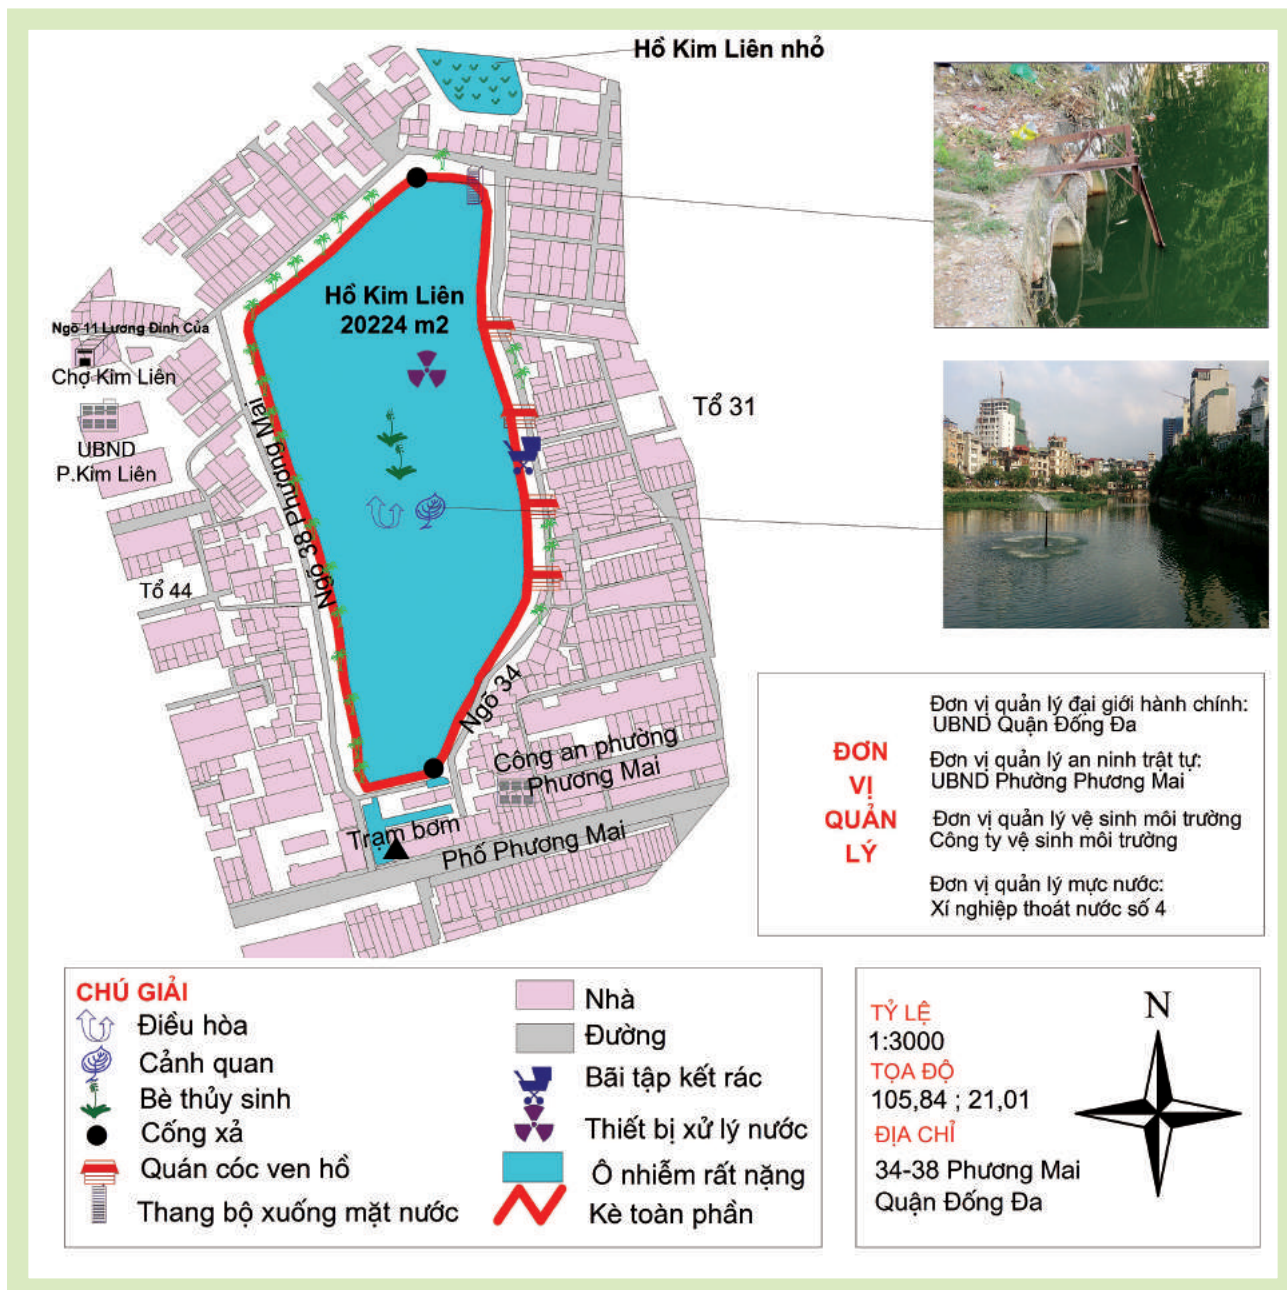 Hồ Kim Liên nhỏ
Hồ Kim Liên
20224 m2
Ngõ 11 Lương Đình Của
Chợ Kim Liên
UBND
P.Kim Liên
Ngõ 38 Phương Mai
Tổ 31
Tổ 44
Ngõ 34
Công an phường
Phương Mai
Trạm bơm
Phố Phương Mai
ĐƠN
VỊ
QUẢN
LÝ
Đơn vị quản lý đại giới hành chính:
UBND Quận Đống Đa
Đơn vị quản lý an ninh trật tự:
UBND Phường Phương Mai
Đơn vị quản lý vệ sinh môi trường
Công ty vệ sinh môi trường
Đơn vị quản lý mực nước:
Xí nghiệp thoát nước số 4
CHÚ GIẢI
Điều hòa
Cảnh quan
Bè thủy sinh
Cống xả
Quán cóc ven hồ
Thang bộ xuống mặt nước
Nhà
Đường
Bãi tập kết rác
Thiết bị xử lý nước
Ô nhiễm rất nặng
Kè toàn phần
TỶ LỆ
1:3000
TỌA ĐỘ
105,84 ; 21,01
ĐỊA CHỈ
34-38 Phương Mai
Quận Đống Đa
N